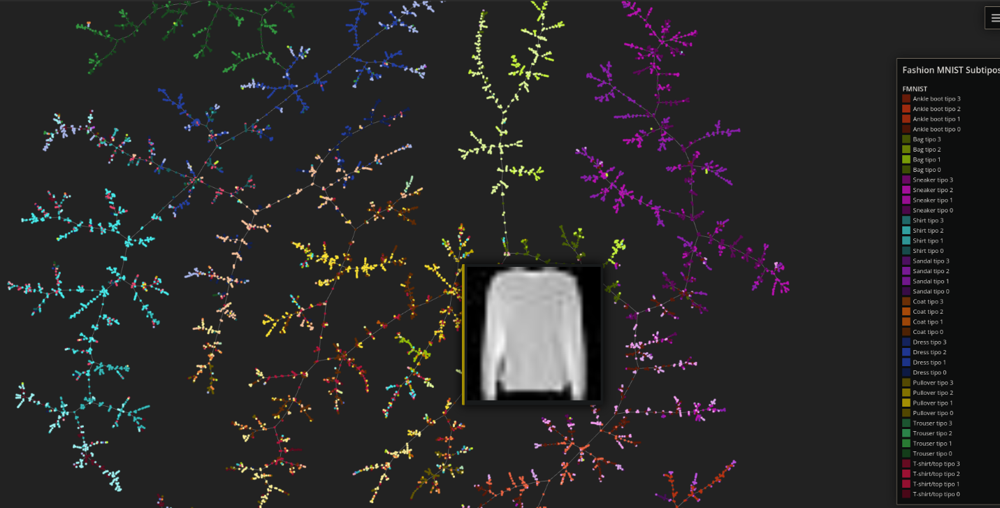 Fashion MNIST Subtipos
FMNIST
Ankle boot tipo 3
Ankle boot tipo 2
Ankle boot tipo 1
Ankle boot tipo 0
Bag tipo 3
Bag tipo 2
Bag tipo 1
Bag tipo 0
Sneaker tipo 3
Sneaker tipo 2
Sneaker tipo 1
Sneaker tipo 0
Shirt tipo 3
Shirt tipo 2
Shirt tipo 1
Shirt tipo 0
Sandal tipo 3
Sandal tipo 2
Sandal tipo 1
Sandal tipo 0
Coat tipo 3
Coat tipo 2
Coat tipo 1
Coat tipo 0
Dress tipo 3
Dress tipo 2
Dress tipo 1
Dress tipo 0
Pullover tipo 3
Pullover tipo 2
Pullover tipo 1
Pullover tipo 0
Trouser tipo 3
Trouser tipo 2
Trouser tipo 1
Trouser tipo 0
T-shirt/top tipo 3
T-shirt/top tipo 2
T-shirt/top tipo 1
T-shirt/top tipo 0